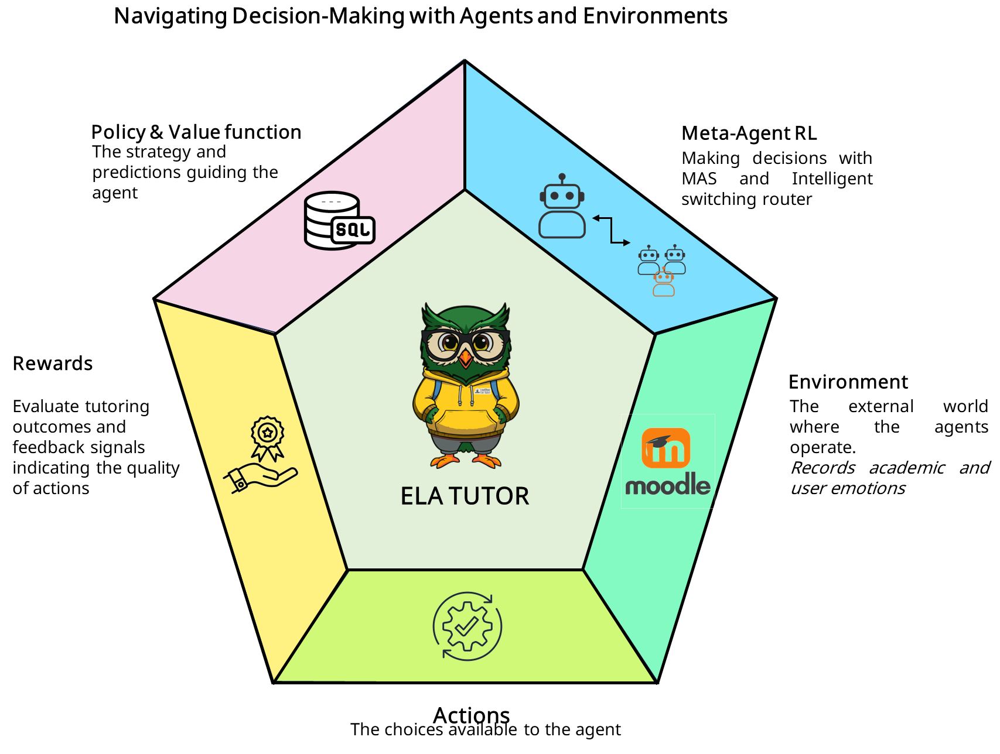 Navigating Decision-Making with Agents and Environments
Policy & Value function
The strategy and
predictions guiding the
agent
SQL
Meta-Agent RL
Making decisions with
MAS and Intelligent
switching router
Rewards
Evaluate tutoring
outcomes and
feedback signals
indicating the quality
of actions
ELA TUTOR
Environment
The external world
where the agents
operate.
Records academic and
user emotions
m
moodle
Actions
The choices available to the agent